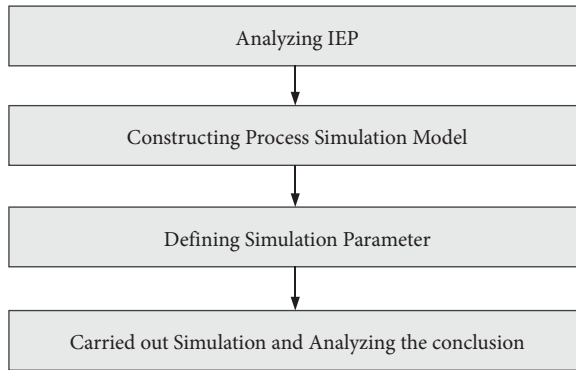 Analyzing IEP
Constructing Process Simulation Model
Defining Simulation Parameter
Carried out Simulation and Analyzing the conclusion